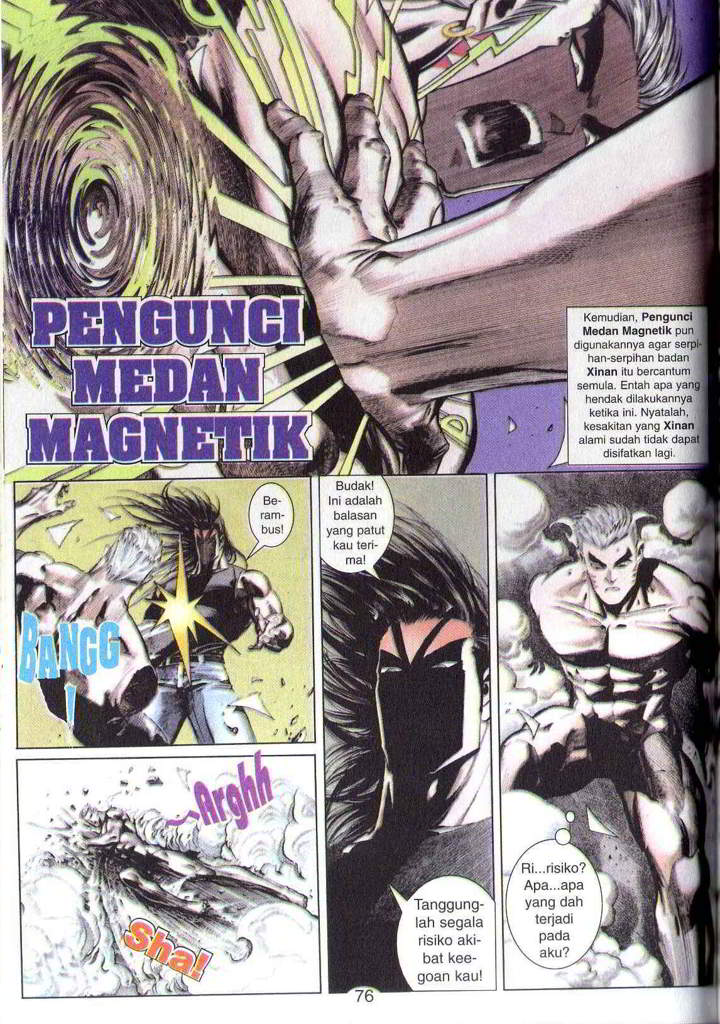 PENGUNCI
MEDAN
MAGNETIK
Kemudian, Pengunci
Medan Magnetik pun
digunakannya agar serpi-
han-serpihan badan
Xinan itu bercantum
semula. Entah apa yang
hendak dilakukannya
ketika ini. Nyatalah,
kesakitan yang Xinan
alami sudah tidak dapat
disifatkan lagi.
Be-
ram-
bus!
BANGG
!
Budak!
Ini adalah
balasan
yang patut
kau teri-
ma!
Arghh
Sha!
Tanggung-
lah segala
risiko aki-
bat kee-
goan kau!
Ri...risiko?
Apa...apa
yang dah
terjadi
pada
aku?
76